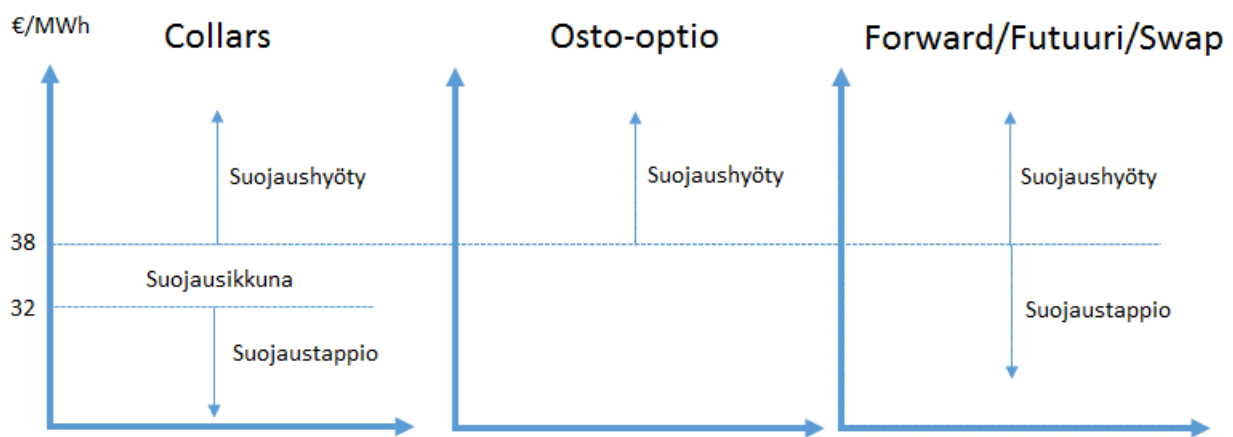 €/MWh
Collars
Osto-optio
Forward/Futuuri/Swap
Suojaushyöty
Suojaushyöty
Suojaushyöty
38
Suojausikkuna
32
Suojaustappio
Suojaustappio